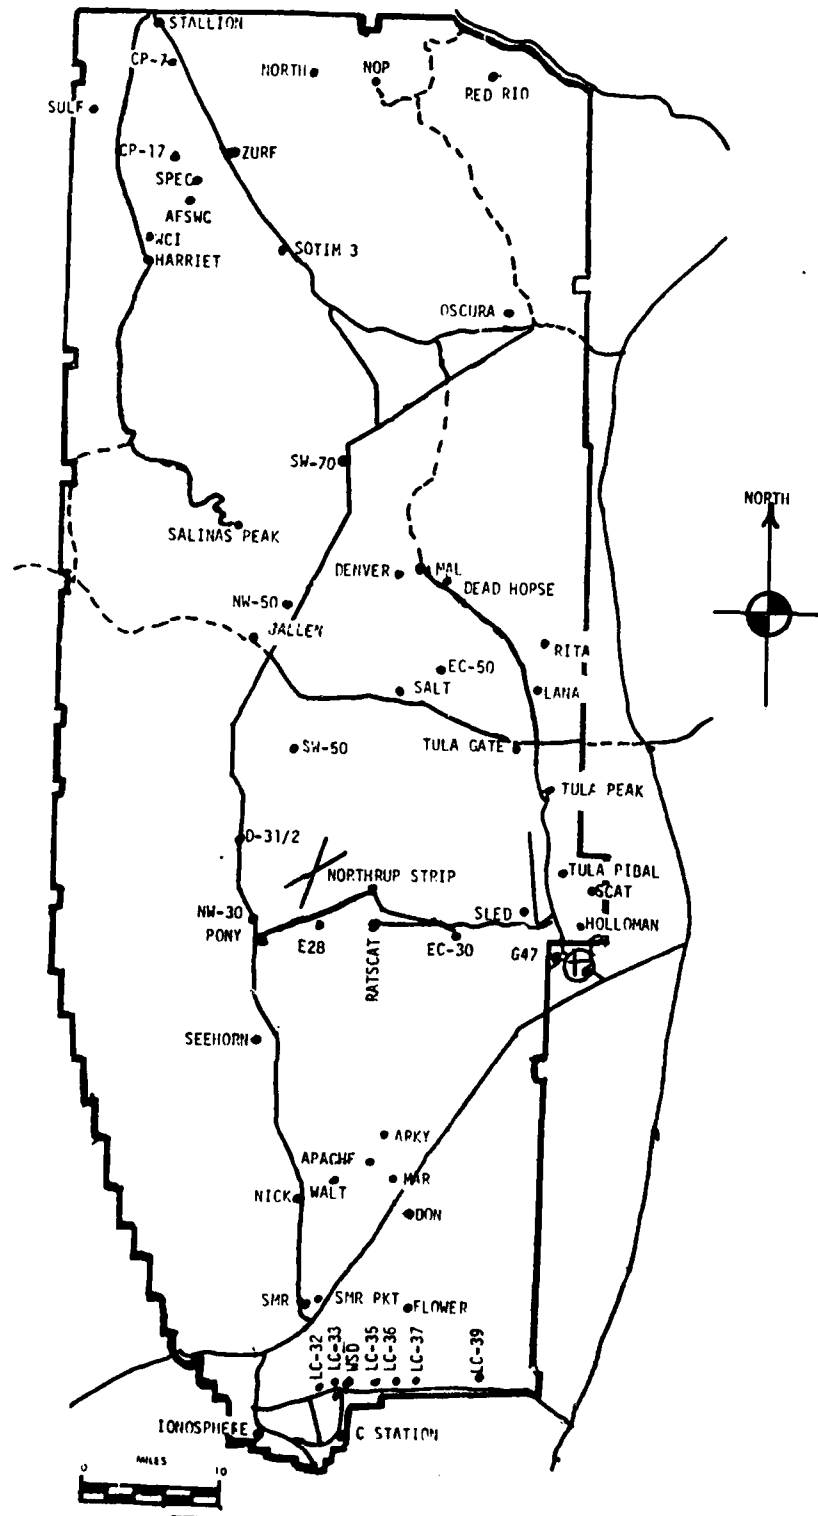 STALLION
CP-7
NORTH
NOP
RED RIO
SULF
CP-17
ZURF
SPEC
AFSWC
WCI
HARRIET
SOTIM 3
OSCURA
SW-70
SALINAS PEAK
NORTH
DENVER
MAL
DEAD HOPSE
NW-50
JALLEN
RITA
EC-50
SALT
LANA
SW-50
TULA GATE
TULA PEAK
D-31/2
NORTHRUP STRIP
TULA PIBAL
SCAT
NW-30
SLED
HOLLOMAN
PONY
E28
RATSCAT
EC-30
G47
SEEHORN
ARKY
APACHE
MAR
NICK
WALT
DON
SMR
SMR PKT
FLOWER
LC-32
LC-33
WSD
LC-35
LC-36
LC-37
LC-39
IONOSPHERE
C STATION
MILES
0 10